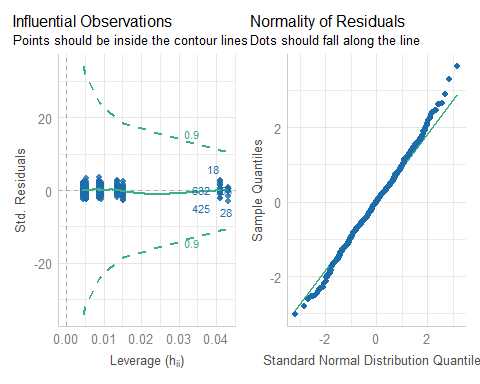 Influential Observations
Points should be inside the contour lines
20
0
-20
Std. Residuals
0.9
18
632
425
28
0.9
0.00 0.01 0.02 0.03 0.04
Leverage (hii)
Normality of Residuals
Dots should fall along the line
2
0
-2
Sample Quantiles
-2 0 2
Standard Normal Distribution Quantile